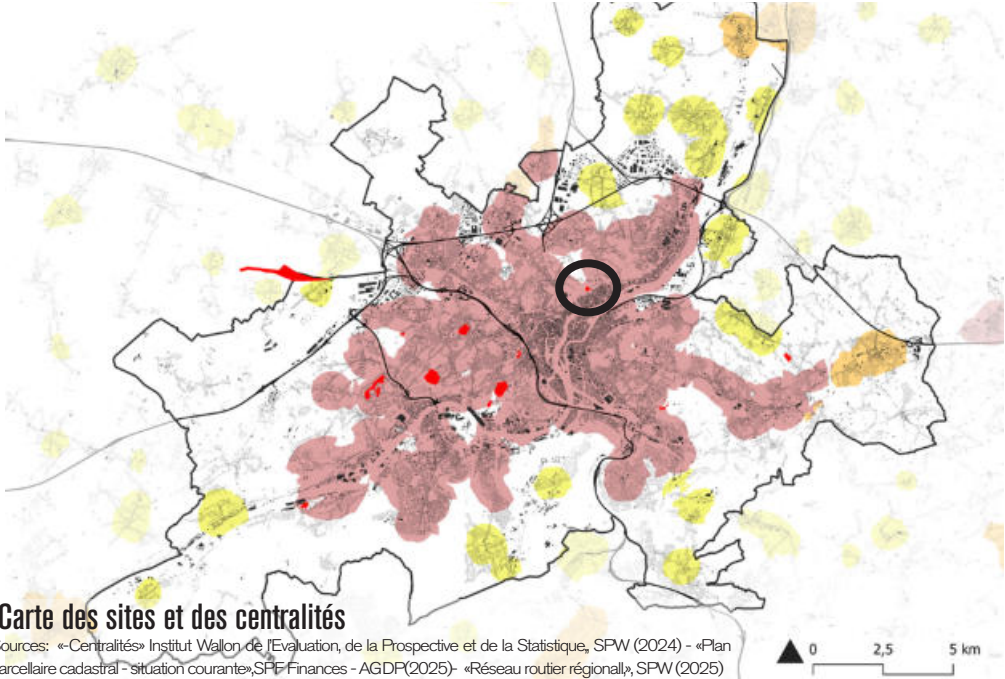 Carte des sites et des centralités
ources: «-Centralités» Institut Wallon de l'Evaluation, de la Prospective et de la Statistique,, SPW (2024) - «Plan
arcellaire cadastral - situation courante»,SPF Finances - AGDP(2025)- «Réseau routier régional,», SPW (2025)
0 2,5 5 km